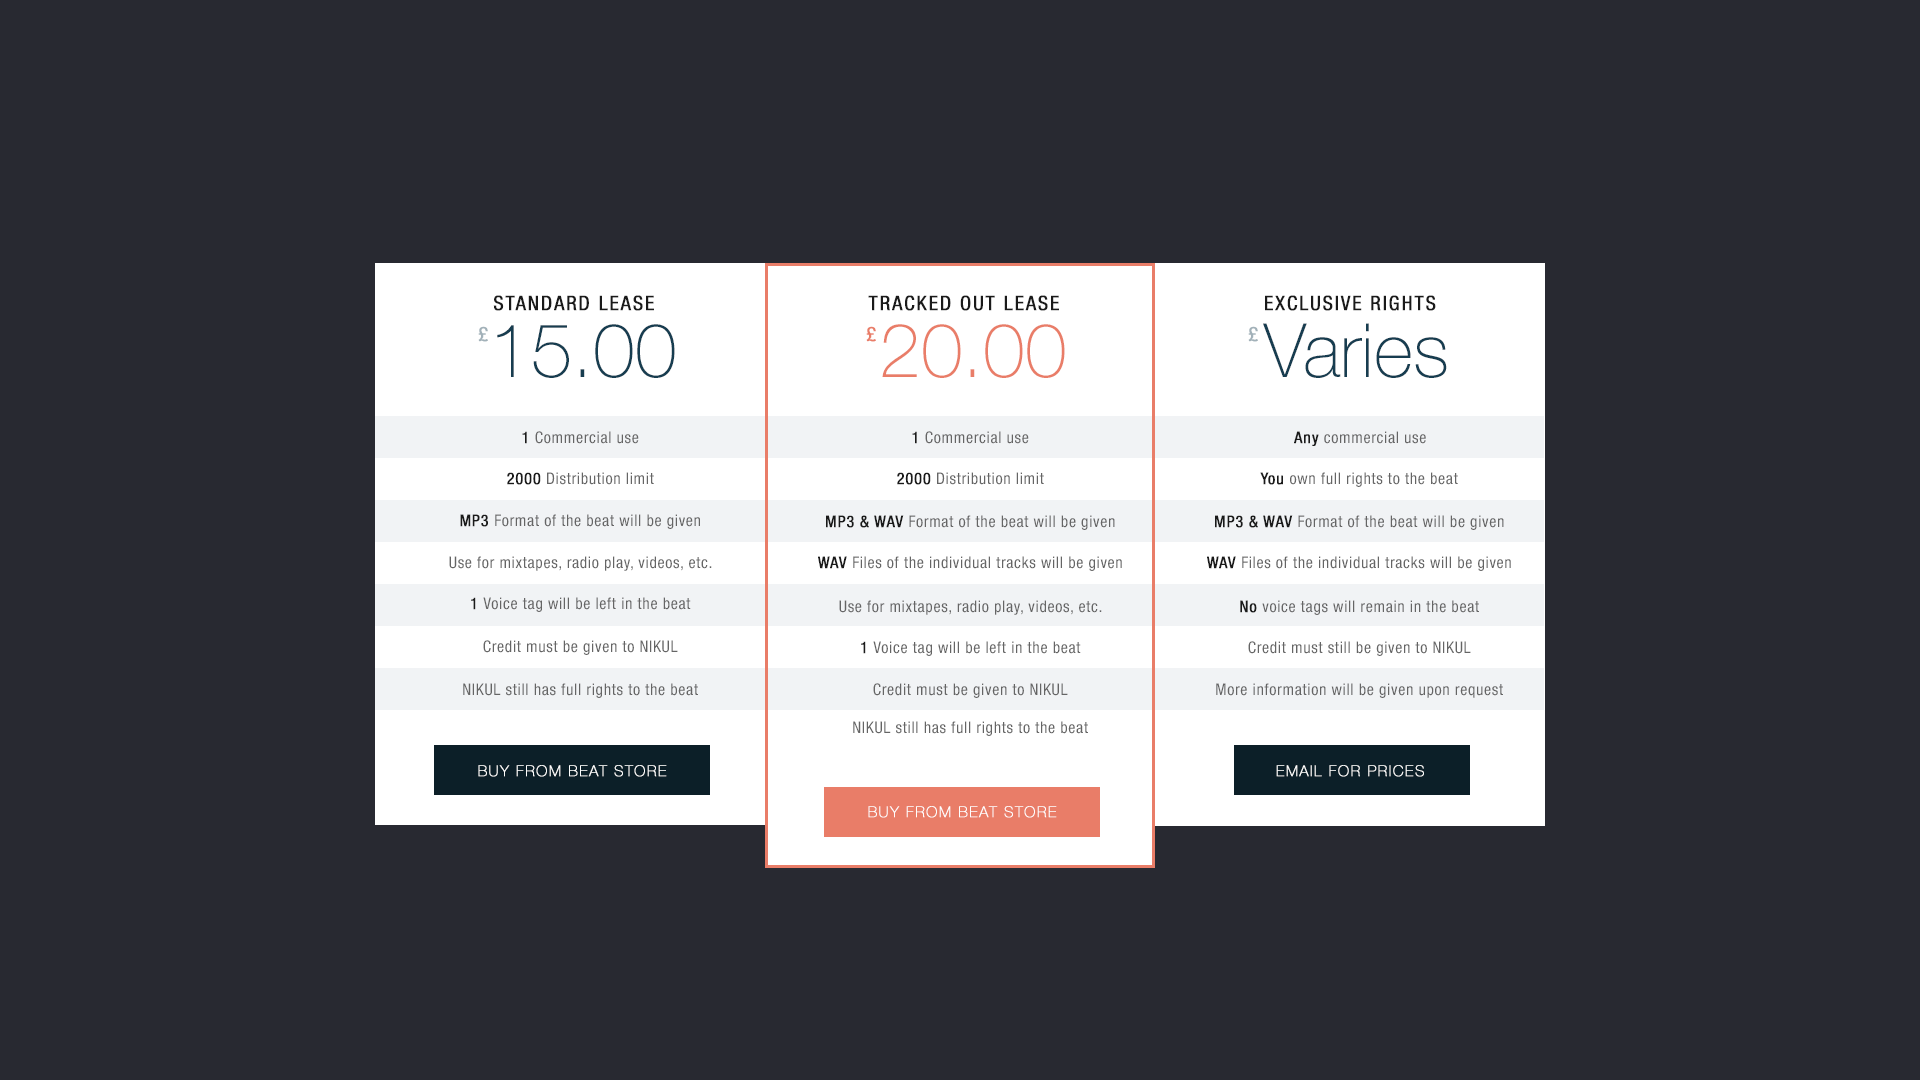 STANDARD LEASE
£15.00
1 Commercial use
2000 Distribution limit
MP3 Format of the beat will be given
Use for mixtapes, radio play, videos, etc.
1 Voice tag will be left in the beat
Credit must be given to NIKUL
NIKUL still has full rights to the beat
BUY FROM BEAT STORE
TRACKED OUT LEASE
£20.00
1 Commercial use
2000 Distribution limit
MP3 & WAV Format of the beat will be given
WAV Files of the individual tracks will be given
Use for mixtapes, radio play, videos, etc.
1 Voice tag will be left in the beat
Credit must be given to NIKUL
NIKUL still has full rights to the beat
BUY FROM BEAT STORE
EXCLUSIVE RIGHTS
£Varies
Any commercial use
You own full rights to the beat
MP3 & WAV Format of the beat will be given
WAV Files of the individual tracks will be given
No voice tags will remain in the beat
Credit must still be given to NIKUL
More information will be given upon request
EMAIL FOR PRICES